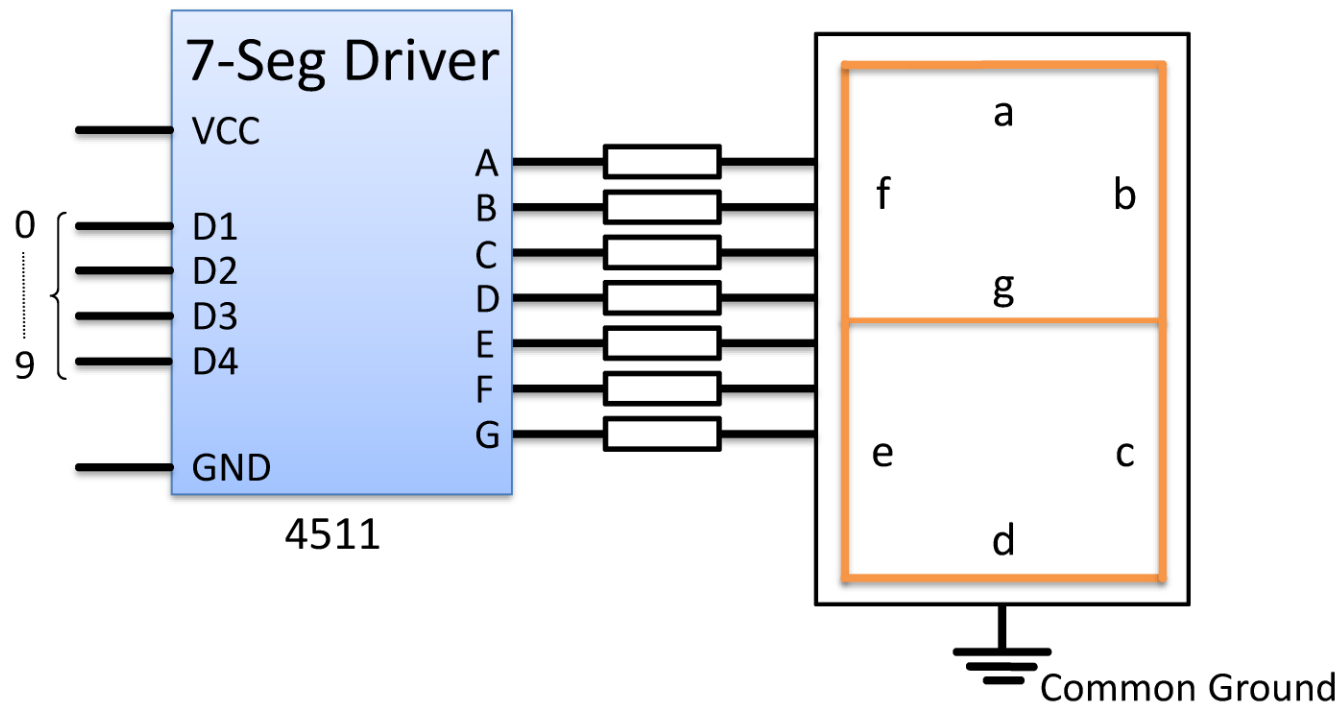 7-Seg Driver
VCC
0
9
D1
D2
D3
D4
GND
A
B
C
D
E
F
G
4511
a
f
b
g
e
c
d
Common Ground